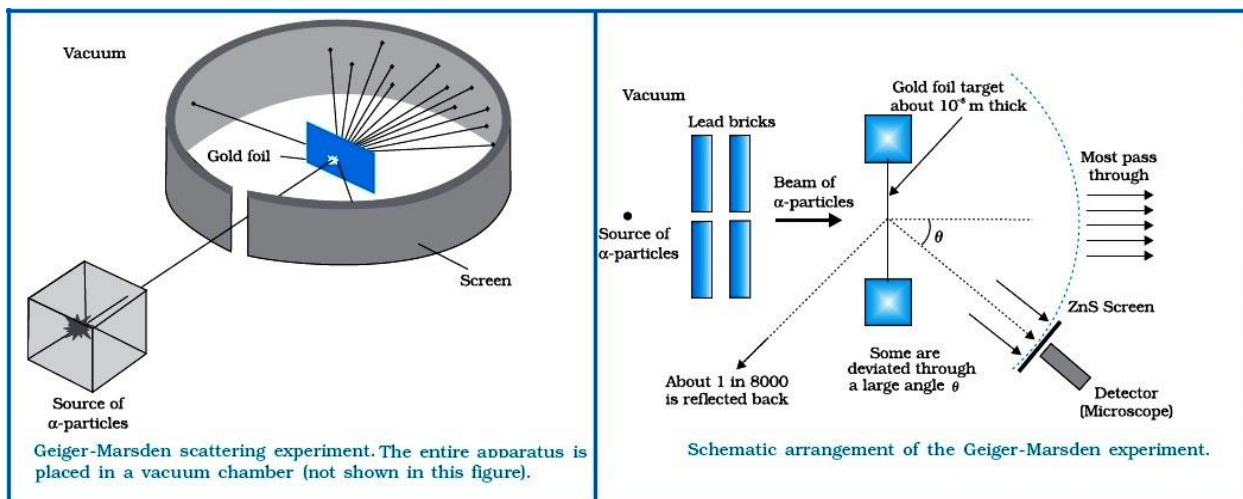 Vacuum
Gold foil
Screen
Source of
α-particles
Geiger-Marsden scattering experiment. The entire apparatus is
placed in a vacuum chamber (not shown in this figure).
Vacuum
Lead bricks
Source of
α-particles
Beam of
α-particles
Gold foil target
about 10⁻⁸ m thick
Most pass
through
θ
ZnS Screen
About 1 in 8000
is reflected back
Some are
deviated through
a large angle θ
Detector
(Microscope)
Schematic arrangement of the Geiger-Marsden experiment.